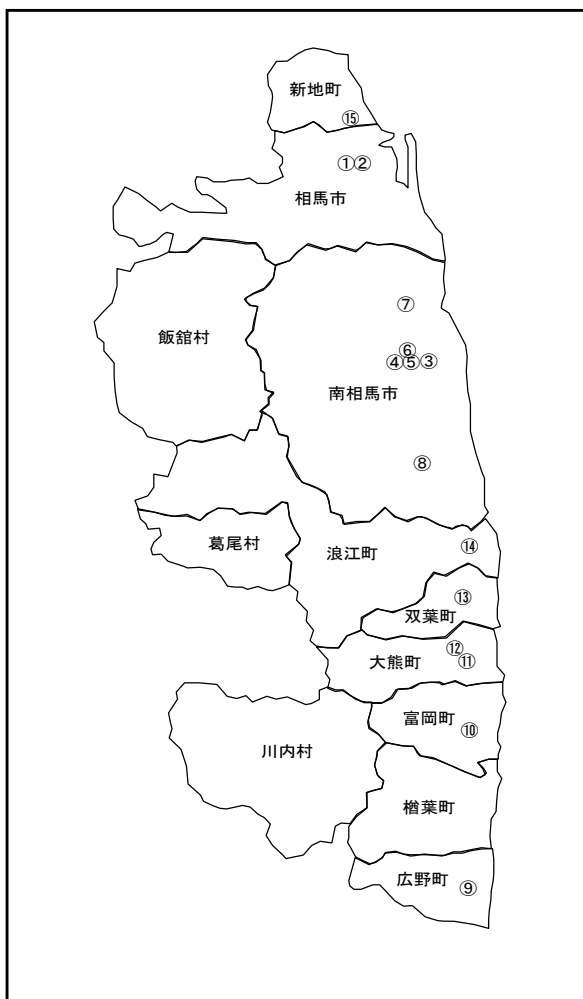 新地町
⑮
①②
相馬市
⑦
飯舘村
⑥
④⑤③
南相馬市
⑧
葛尾村
浪江町
⑭
⑬
双葉町
⑫
大熊町
⑪
富岡町
⑩
川内村
楢葉町
広野町
⑨